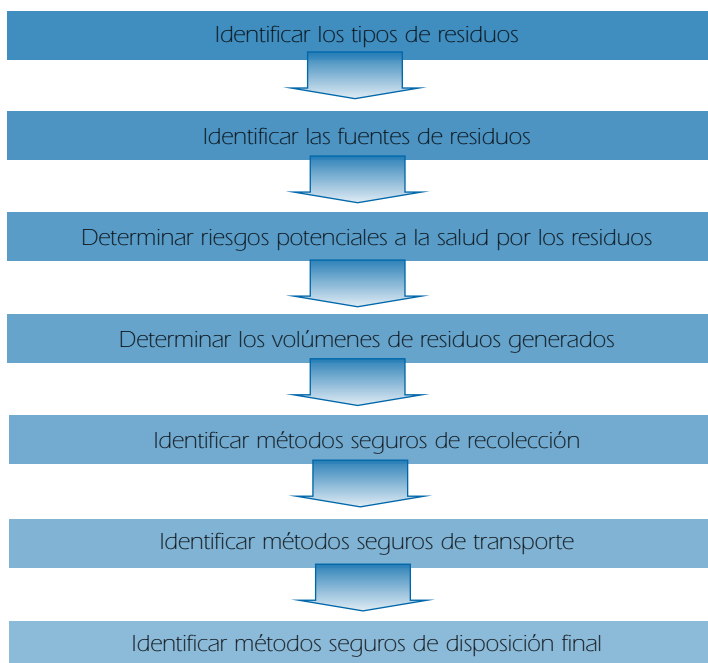 Identificar los tipos de residuos
Identificar las fuentes de residuos
Determinar riesgos potenciales a la salud por los residuos
Determinar los volúmenes de residuos generados
Identificar métodos seguros de recolección
Identificar métodos seguros de transporte
Identificar métodos seguros de disposición final